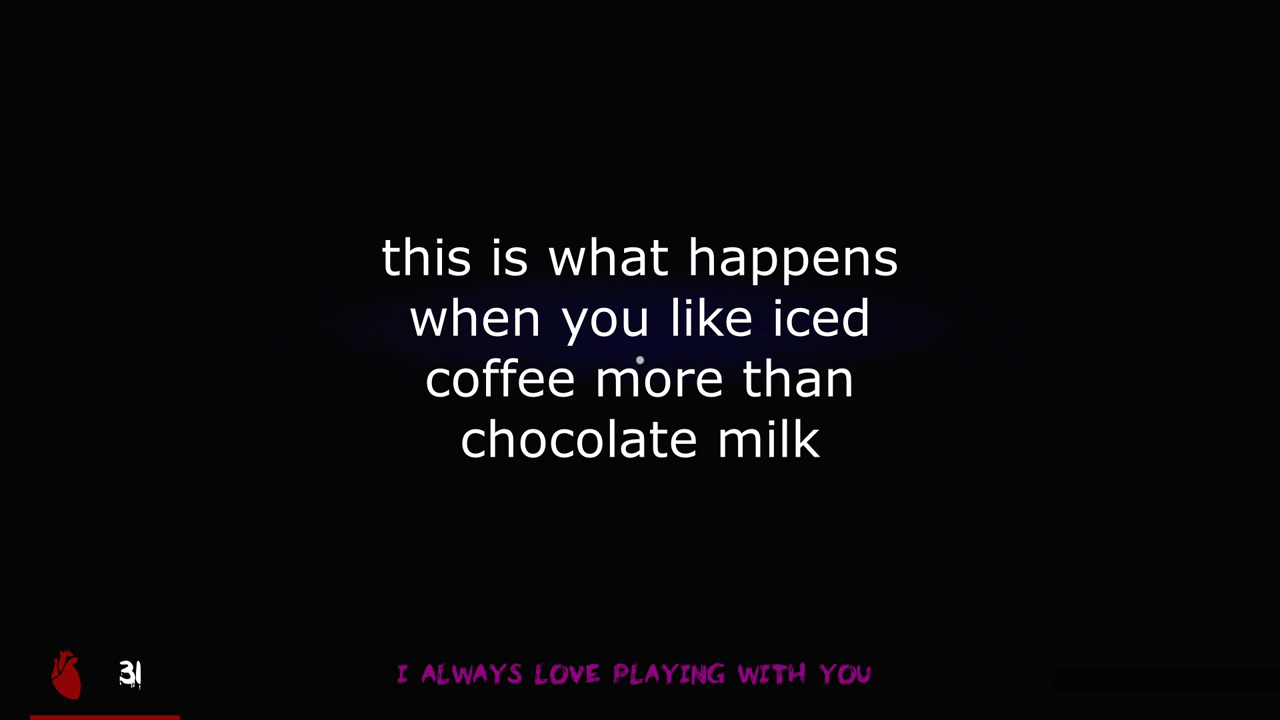 this is what happens
when you like iced
coffee more than
chocolate milk
31
I ALWAYS LOVE PLAYING WITH YOU